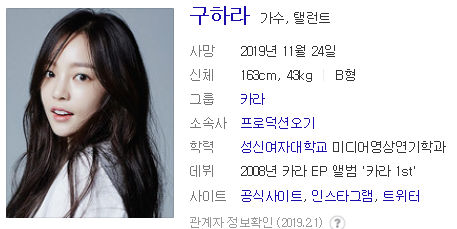 구하라 가수, 탤런트
사망 2019년 11월 24일
신체 163cm, 43kg | B형
그룹 카라
소속사 프로덕션오기
학력 성신여자대학교 미디어영상연기학과
데뷔 2008년 카라 EP 앨범 '카라 1st'
사이트 공식사이트, 인스타그램, 트위터
관계자 정보확인 (2019.2.1) ?